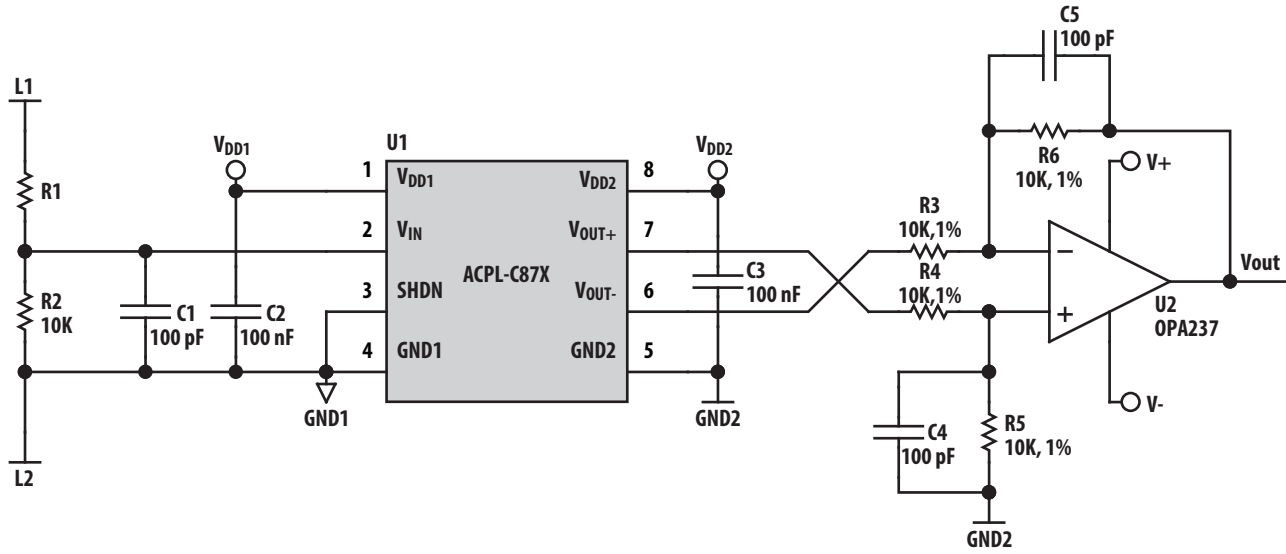 C5
100 pF
L1
R6
10K, 1%
V+
R1
VDD1
U1
VDD2
1
VDD1
VDD2
8
2
VIN
VOUT+
7
R3
10K,1%
ACPL-C87X
R4
10K,1%
−
+
Vout
R2
10K
C1
100 pF
C2
100 nF
3
SHDN
VOUT-
6
C3
100 nF
U2
OPA237
4
GND1
GND2
5
GND1
GND2
V-
C4
100 pF
R5
10K, 1%
L2
GND2